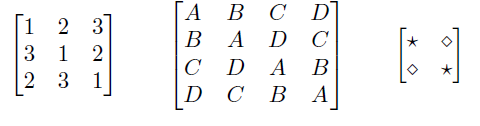 1 2 3 A B C D
3 1 2 B A D C ⋆ ⋄
2 3 1 C D A B ⋄ ⋆
D C B A